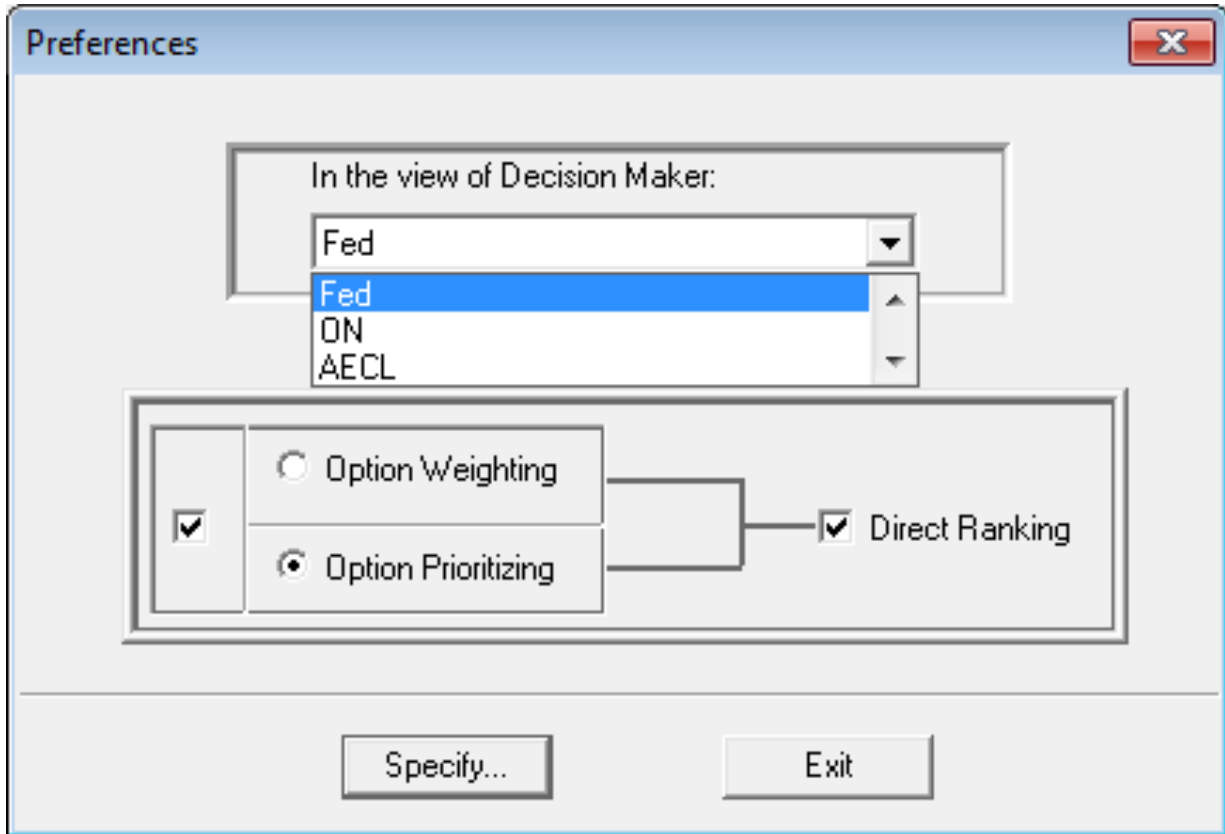 Preferences
In the view of Decision Maker:
Fed
Fed
ON
AECL
Option Weighting
Option Prioritizing
Direct Ranking
Specify...
Exit